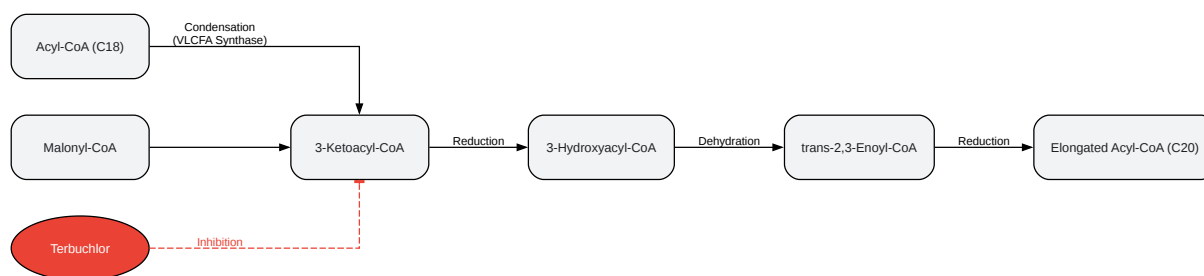 Condensation
(VLCFA Synthase)
Acyl-CoA (C18)
Malonyl-CoA
3-Ketoacyl-CoA
Reduction
3-Hydroxyacyl-CoA
Dehydration
trans-2,3-Enoyl-CoA
Reduction
Elongated Acyl-CoA (C20)
Terbuchlor
Inhibition